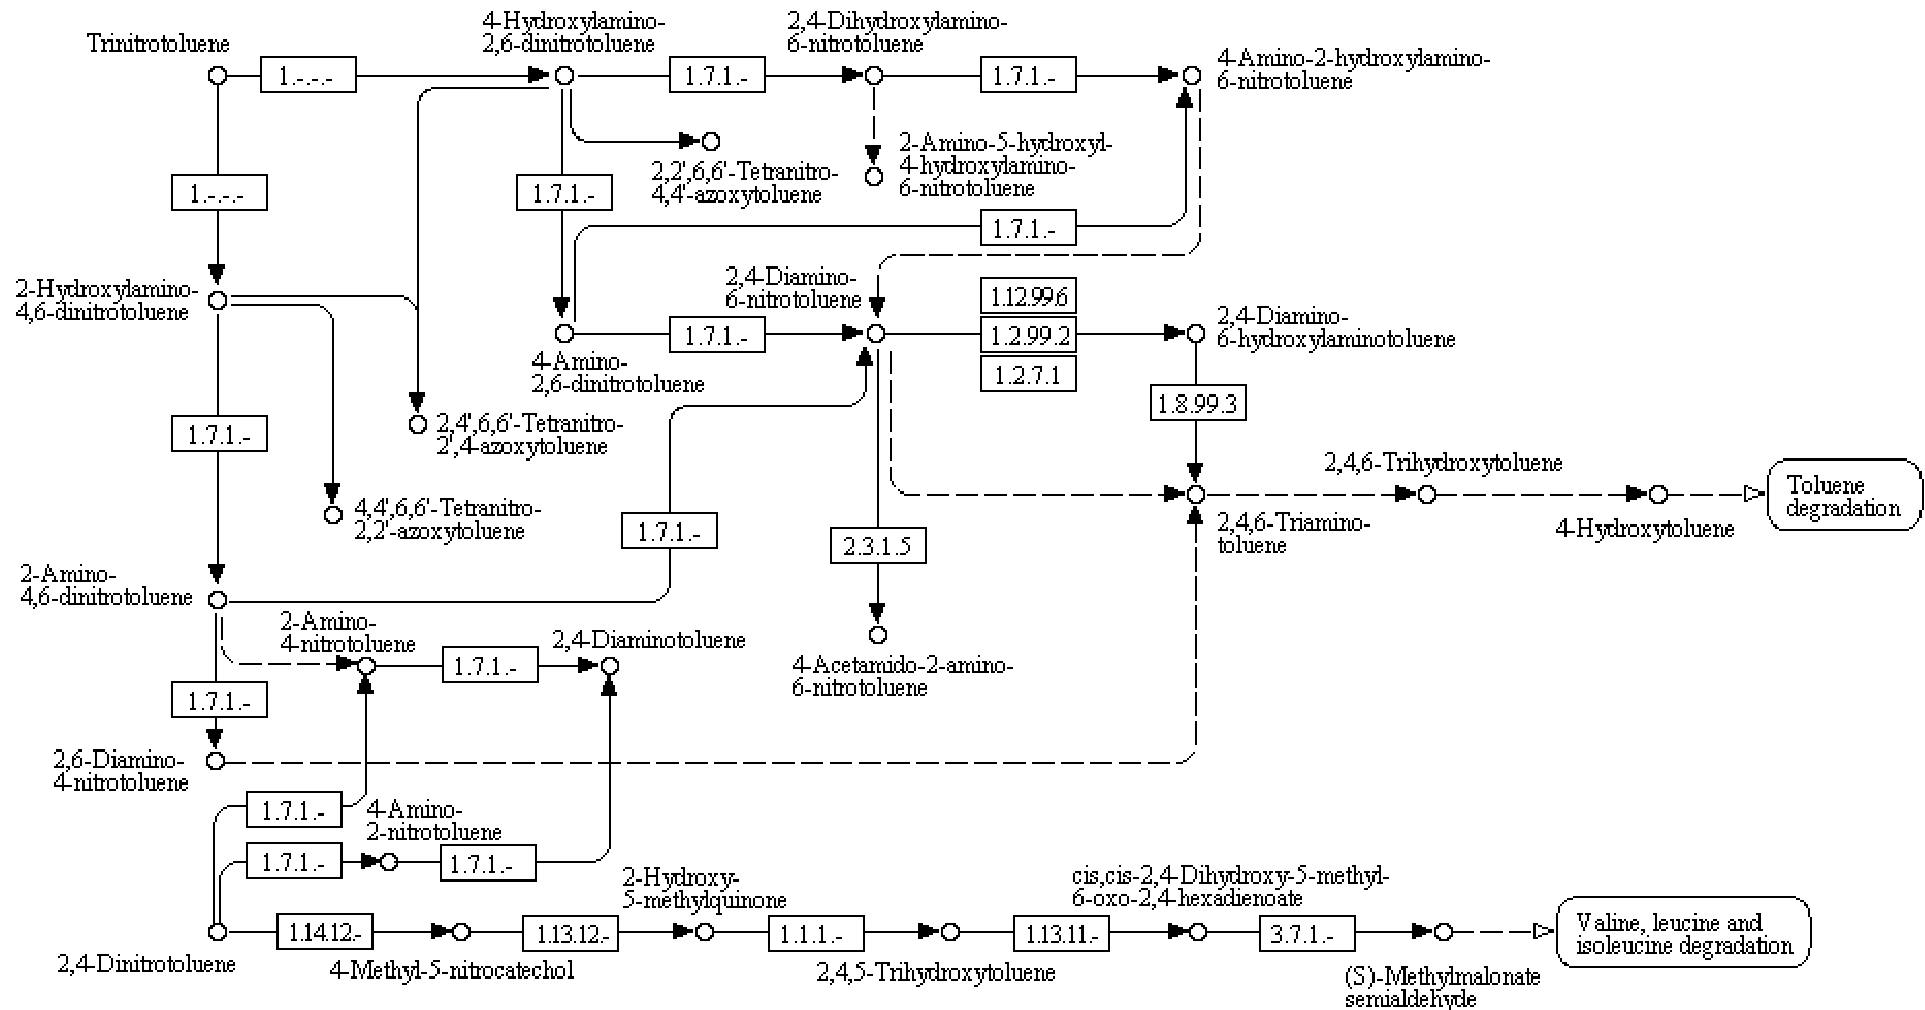 4-Hydroxylamino-
2,6-dinitrotoluene
2,4-Dihydroxylamino-
6-nitrotoluene
Trinitrotoluene
4-Amino-2-hydroxylamino-
6-nitrotoluene
1.-.-.-
1.7.1.-
1.7.1.-
2-Amino-5-hydroxyl-
4-hydroxylamino-
6-nitrotoluene
2,2',6,6'-Tetranitro-
4,4'-azoxytoluene
1.-.-.-
1.7.1.-
1.7.1.-
2-Hydroxylamino-
4,6-dinitrotoluene
2,4-Diamino-
6-nitrotoluene
1.12.99.6
1.7.1.-
1.2.99.2
1.2.7.1
2,4-Diamino-
6-hydroxylaminotoluene
4-Amino-
2,6-dinitrotoluene
1.8.99.3
1.7.1.-
2,4',6,6'-Tetranitro-
2',4-azoxytoluene
2,4,6-Trihydroxytoluene
Toluene
degradation
4,4',6,6'-Tetranitro-
2,2'-azoxytoluene
1.7.1.-
2.3.1.5
2,4,6-Triamino-
toluene
4-Hydroxytoluene
2-Amino-
4,6-dinitrotoluene
2-Amino-
4-nitrotoluene
2,4-Diaminotoluene
1.7.1.-
4-Acetamido-2-amino-
6-nitrotoluene
1.7.1.-
2,6-Diamino-
4-nitrotoluene
1.7.1.-
4-Amino-
2-nitrotoluene
1.7.1.-
1.7.1.-
2-Hydroxy-
5-methylquinone
cis,cis-2,4-Dihydroxy-5-methyl-
6-oxo-2,4-hexadienoate
1.14.12.-
1.13.12.-
1.1.1.-
1.13.11.-
3.7.1.-
Valine, leucine and
isoleucine degradation
2,4-Dinitrotoluene
4-Methyl-5-nitrocatechol
2,4,5-Trihydroxytoluene
(S)-Methylmalonate
semialdehyde